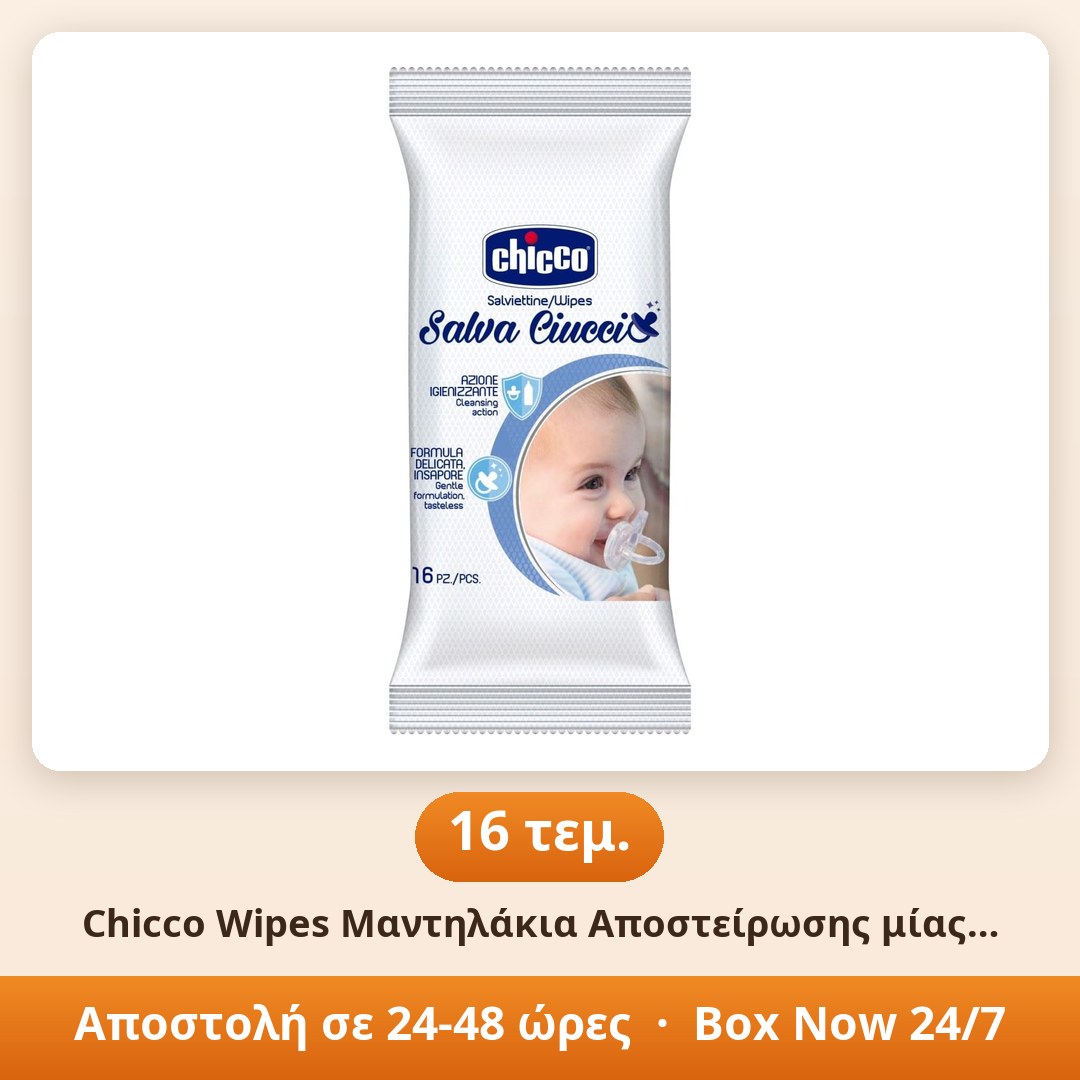 chicco
Salviettine/Wipes
Salva Ciucci
AZIONE
IGIENIZZANTE
Cleansing
action
FORMULA
DELICATA,
INSAPORE
Gentle
formulation,
tasteless
16 PZ./PCS.
16 τεμ.
Chicco Wipes Μαντηλάκια Αποστείρωσης μίας...
Αποστολή σε 24-48 ώρες · Box Now 24/7